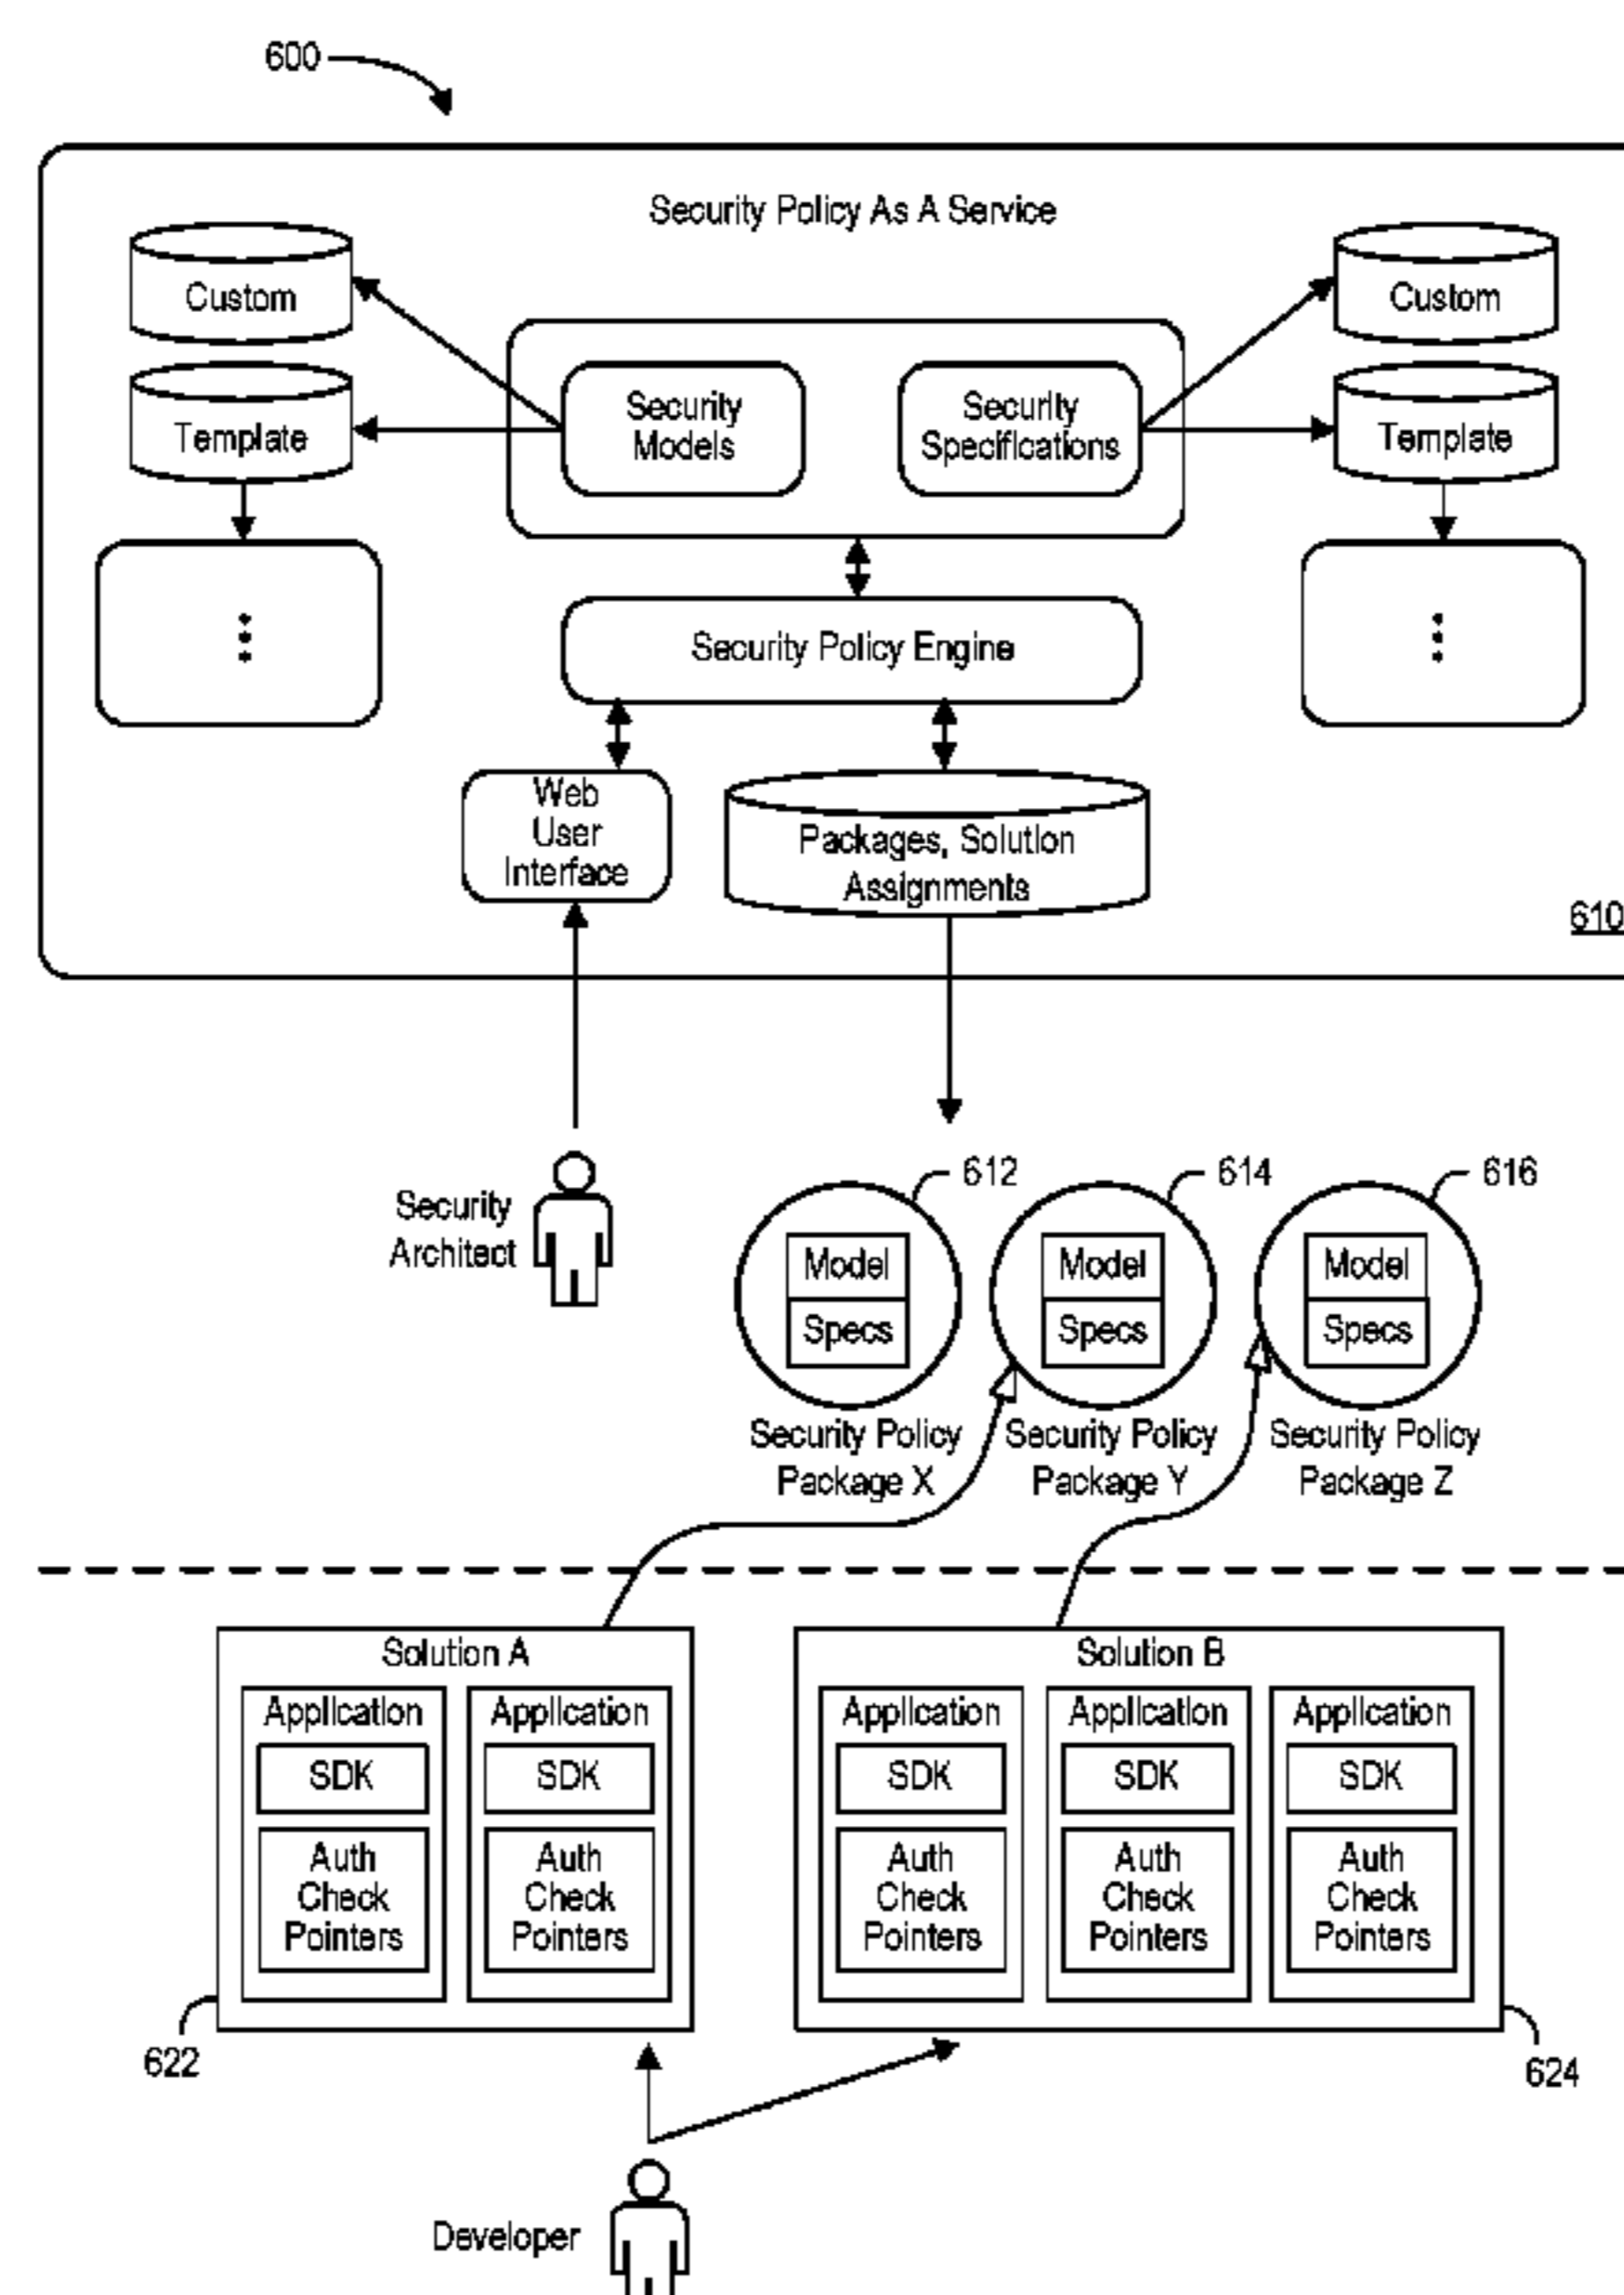 600
Security Policy As A Service
Custom
Custom
Template
Security
Models
Security
Specifications
Template
Security Policy Engine
Web
User
Interface
Packages, Solution
Assignments
610
Security
Architect
612
614
616
Model
Specs
Model
Specs
Model
Specs
Security Policy
Package X
Security Policy
Package Y
Security Policy
Package Z
Solution A
Application
SDK
Auth
Check
Pointers
Application
SDK
Auth
Check
Pointers
Solution B
Application
SDK
Auth
Check
Pointers
Application
SDK
Auth
Check
Pointers
Application
SDK
Auth
Check
Pointers
622
624
Developer